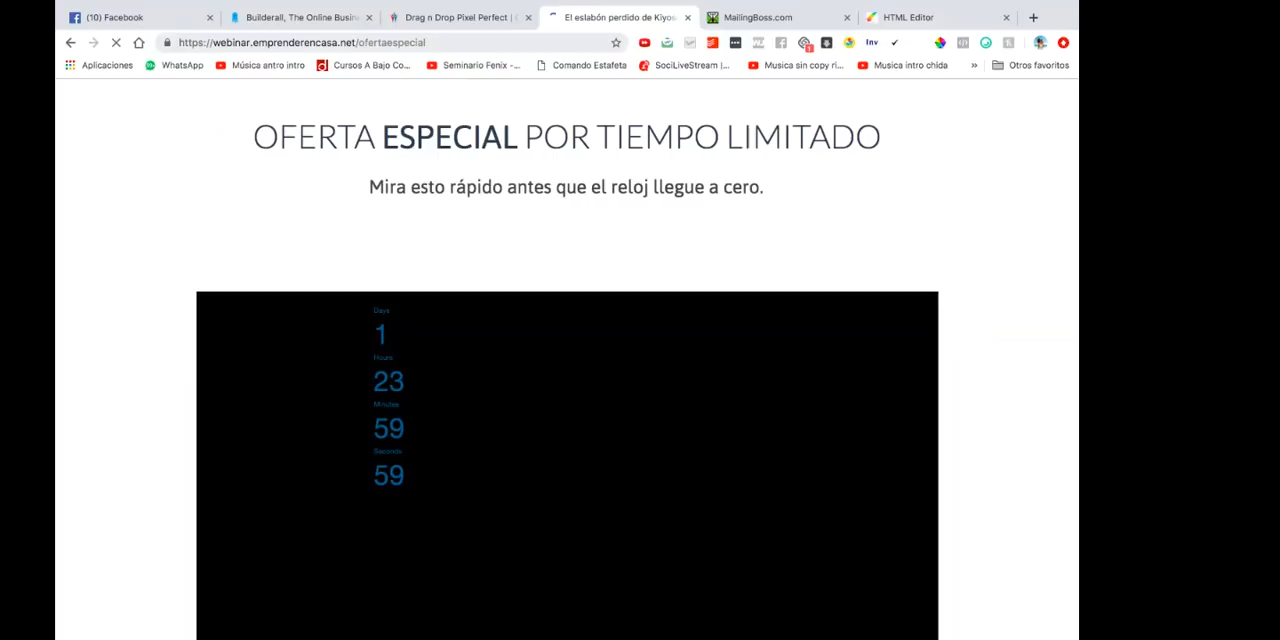 (10) Facebook
Builderall, The Online Busin
Drag n Drop Pixel Perfect |
El eslabón perdido de Kiyos
MailingBoss.com
HTML Editor
https://webinar.emprenderencasa.net/ofertaespecial
Inv
Aplicaciones
WhatsApp
Música antro intro
Cursos A Bajo Co...
Seminario Fenix -...
Comando Estafeta
SociLiveStream |...
Musica sin copy ri...
Musica intro chida
»
Otros favoritos
OFERTA ESPECIAL POR TIEMPO LIMITADO
Mira esto rápido antes que el reloj llegue a cero.
Days
1
Hours
23
Minutes
59
Seconds
59